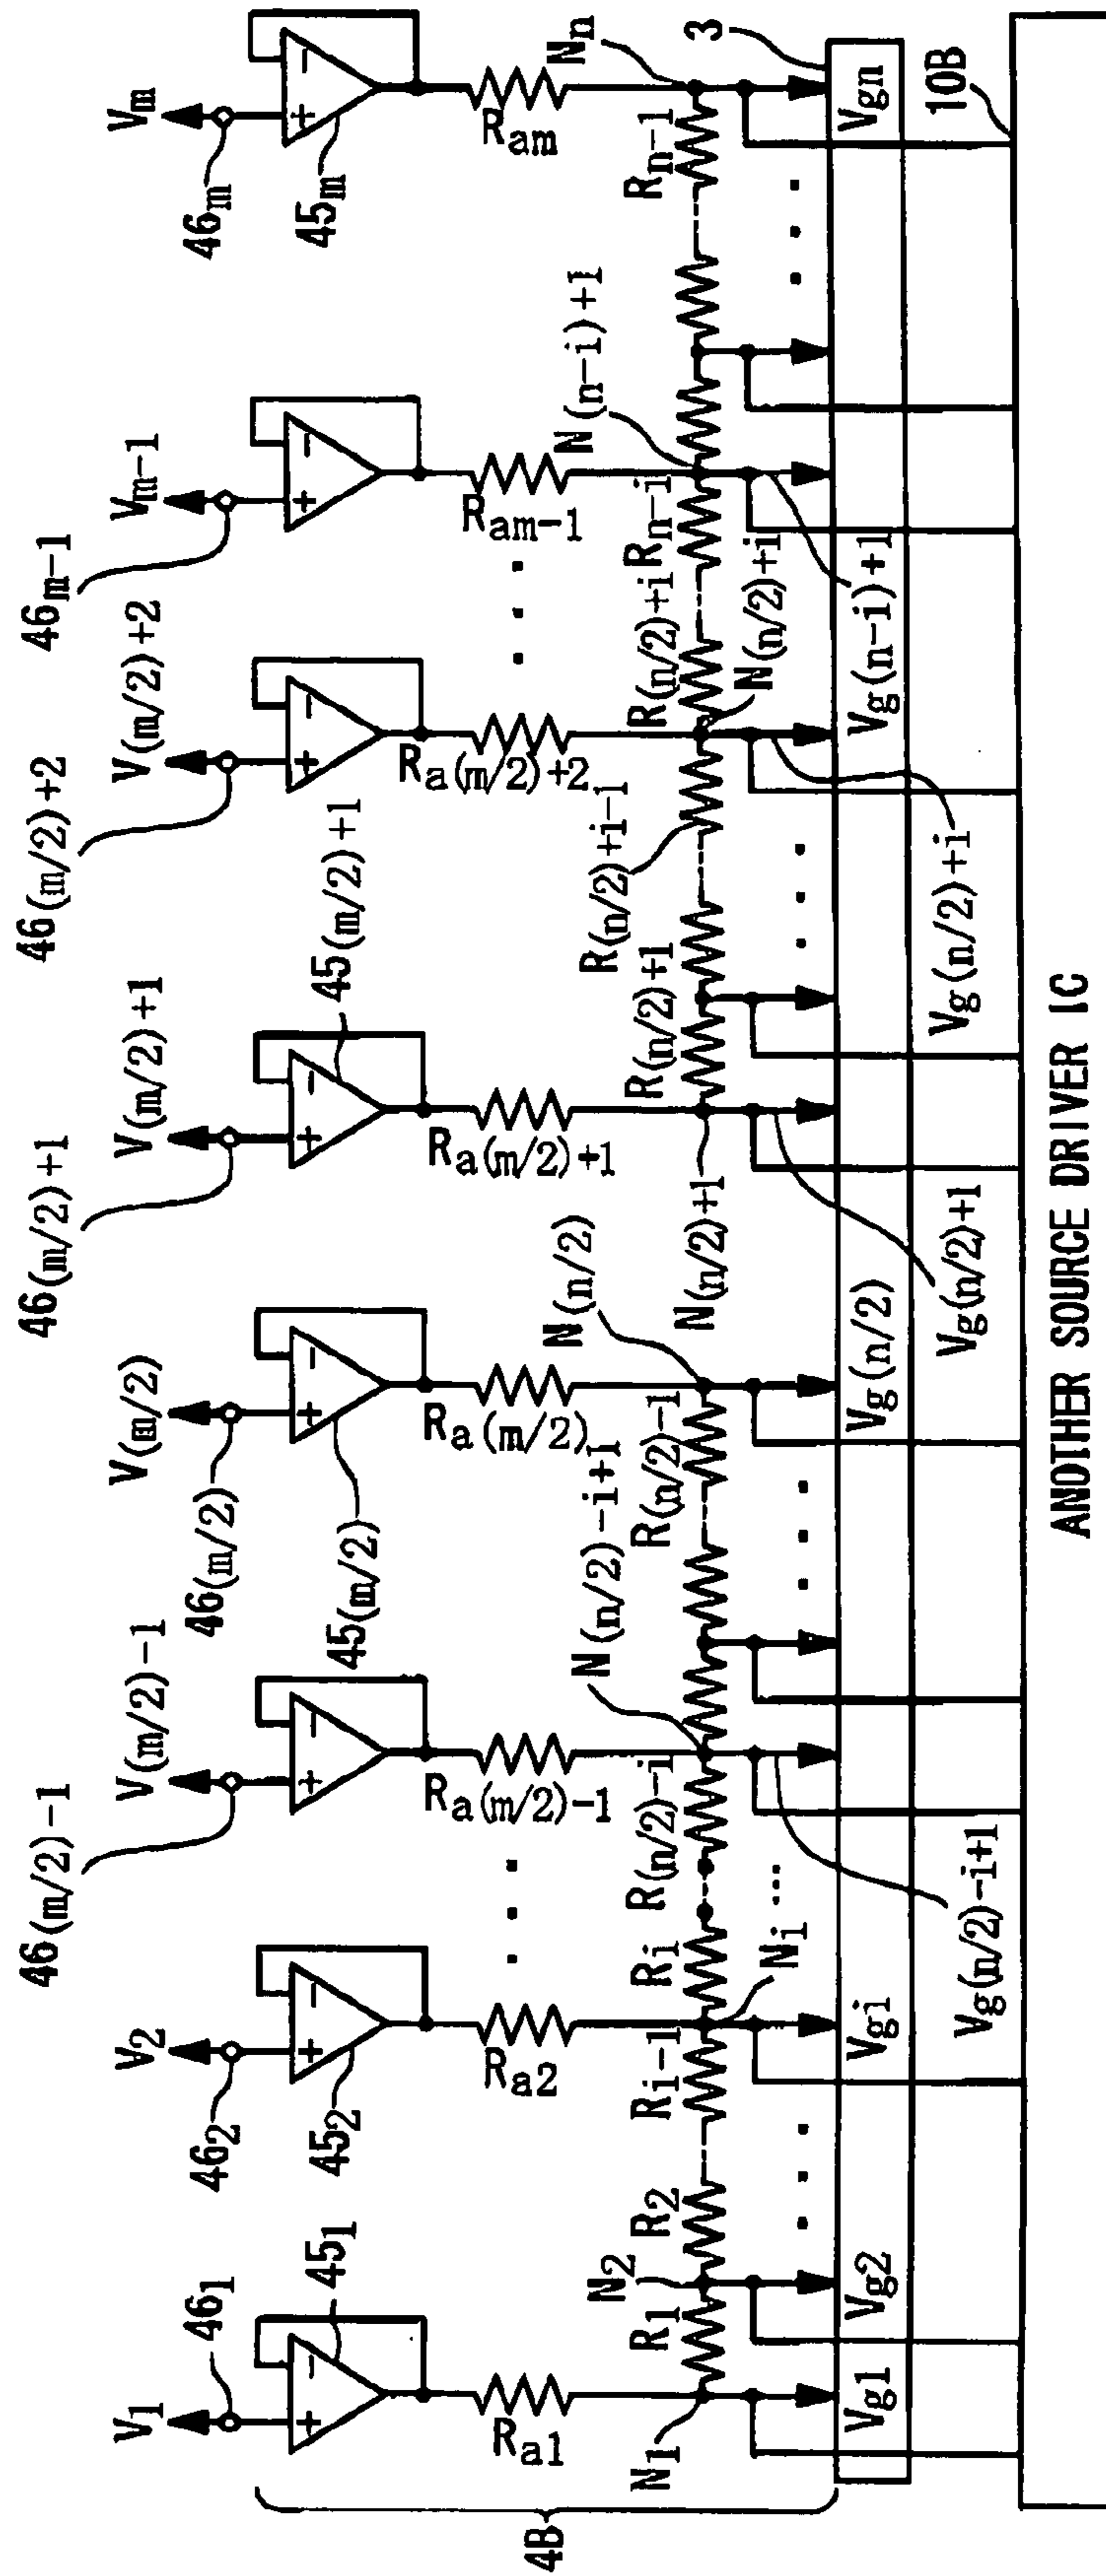 V1 V2 V(m/2)-1 V(m/2) V(m/2)+1 V(m/2)+2 Vm-1 Vm
461 462 46(m/2)-1 46(m/2) 46(m/2)+1 46(m/2)+2 46m-1 46m
+ - + - + - + - + - + - + - + -
451 452 45(m/2) 45(m/2)+1 45m
4B
Ra1 Ra2 Ra(m/2)-1 Ra(m/2) Ra(m/2)+1 Ra(m/2)+2 Ram-1 Ram
N1 N2 Ni N(n/2)-i+1 N(n/2) N(n/2)+1 N(n/2)+i N(n-i)+1 Nn
R1 R2 Ri-1 Ri R(n/2)-i R(n/2)-1 R(n/2)+1 R(n/2)+i-1 R(n/2)+i Rn-i Rn-1
3
Vg1 Vg2 Vgi Vg(n/2)-i+1 Vg(n/2) Vg(n/2)+1 Vg(n/2)+i Vg(n-i)+1 Vgn
10B
ANOTHER SOURCE DRIVER IC